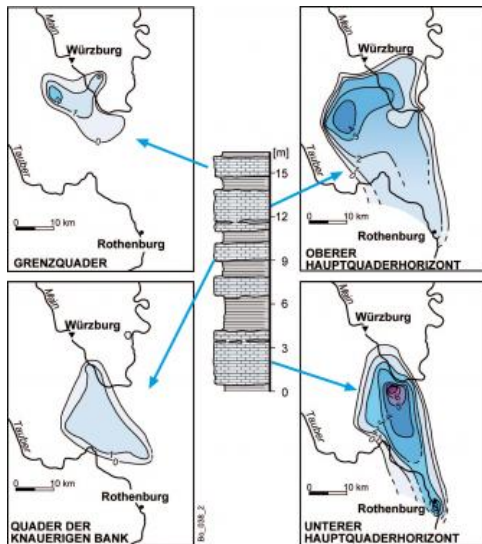 Main
Würzburg
Tauber
0 10 km
Rothenburg
GRENZQUADER
Main
Würzburg
Tauber
0 10 km
Rothenburg
OBERER
HAUPTQUADERHORIZONT
[m]
15
12
9
6
3
0
Main
Würzburg
Tauber
0 10 km
Rothenburg
QUADER DER
KNAUERIGEN BANK
Bo_038_2
Main
Würzburg
Tauber
0 10 km
Rothenburg
UNTERER
HAUPTQUADERHORIZONT